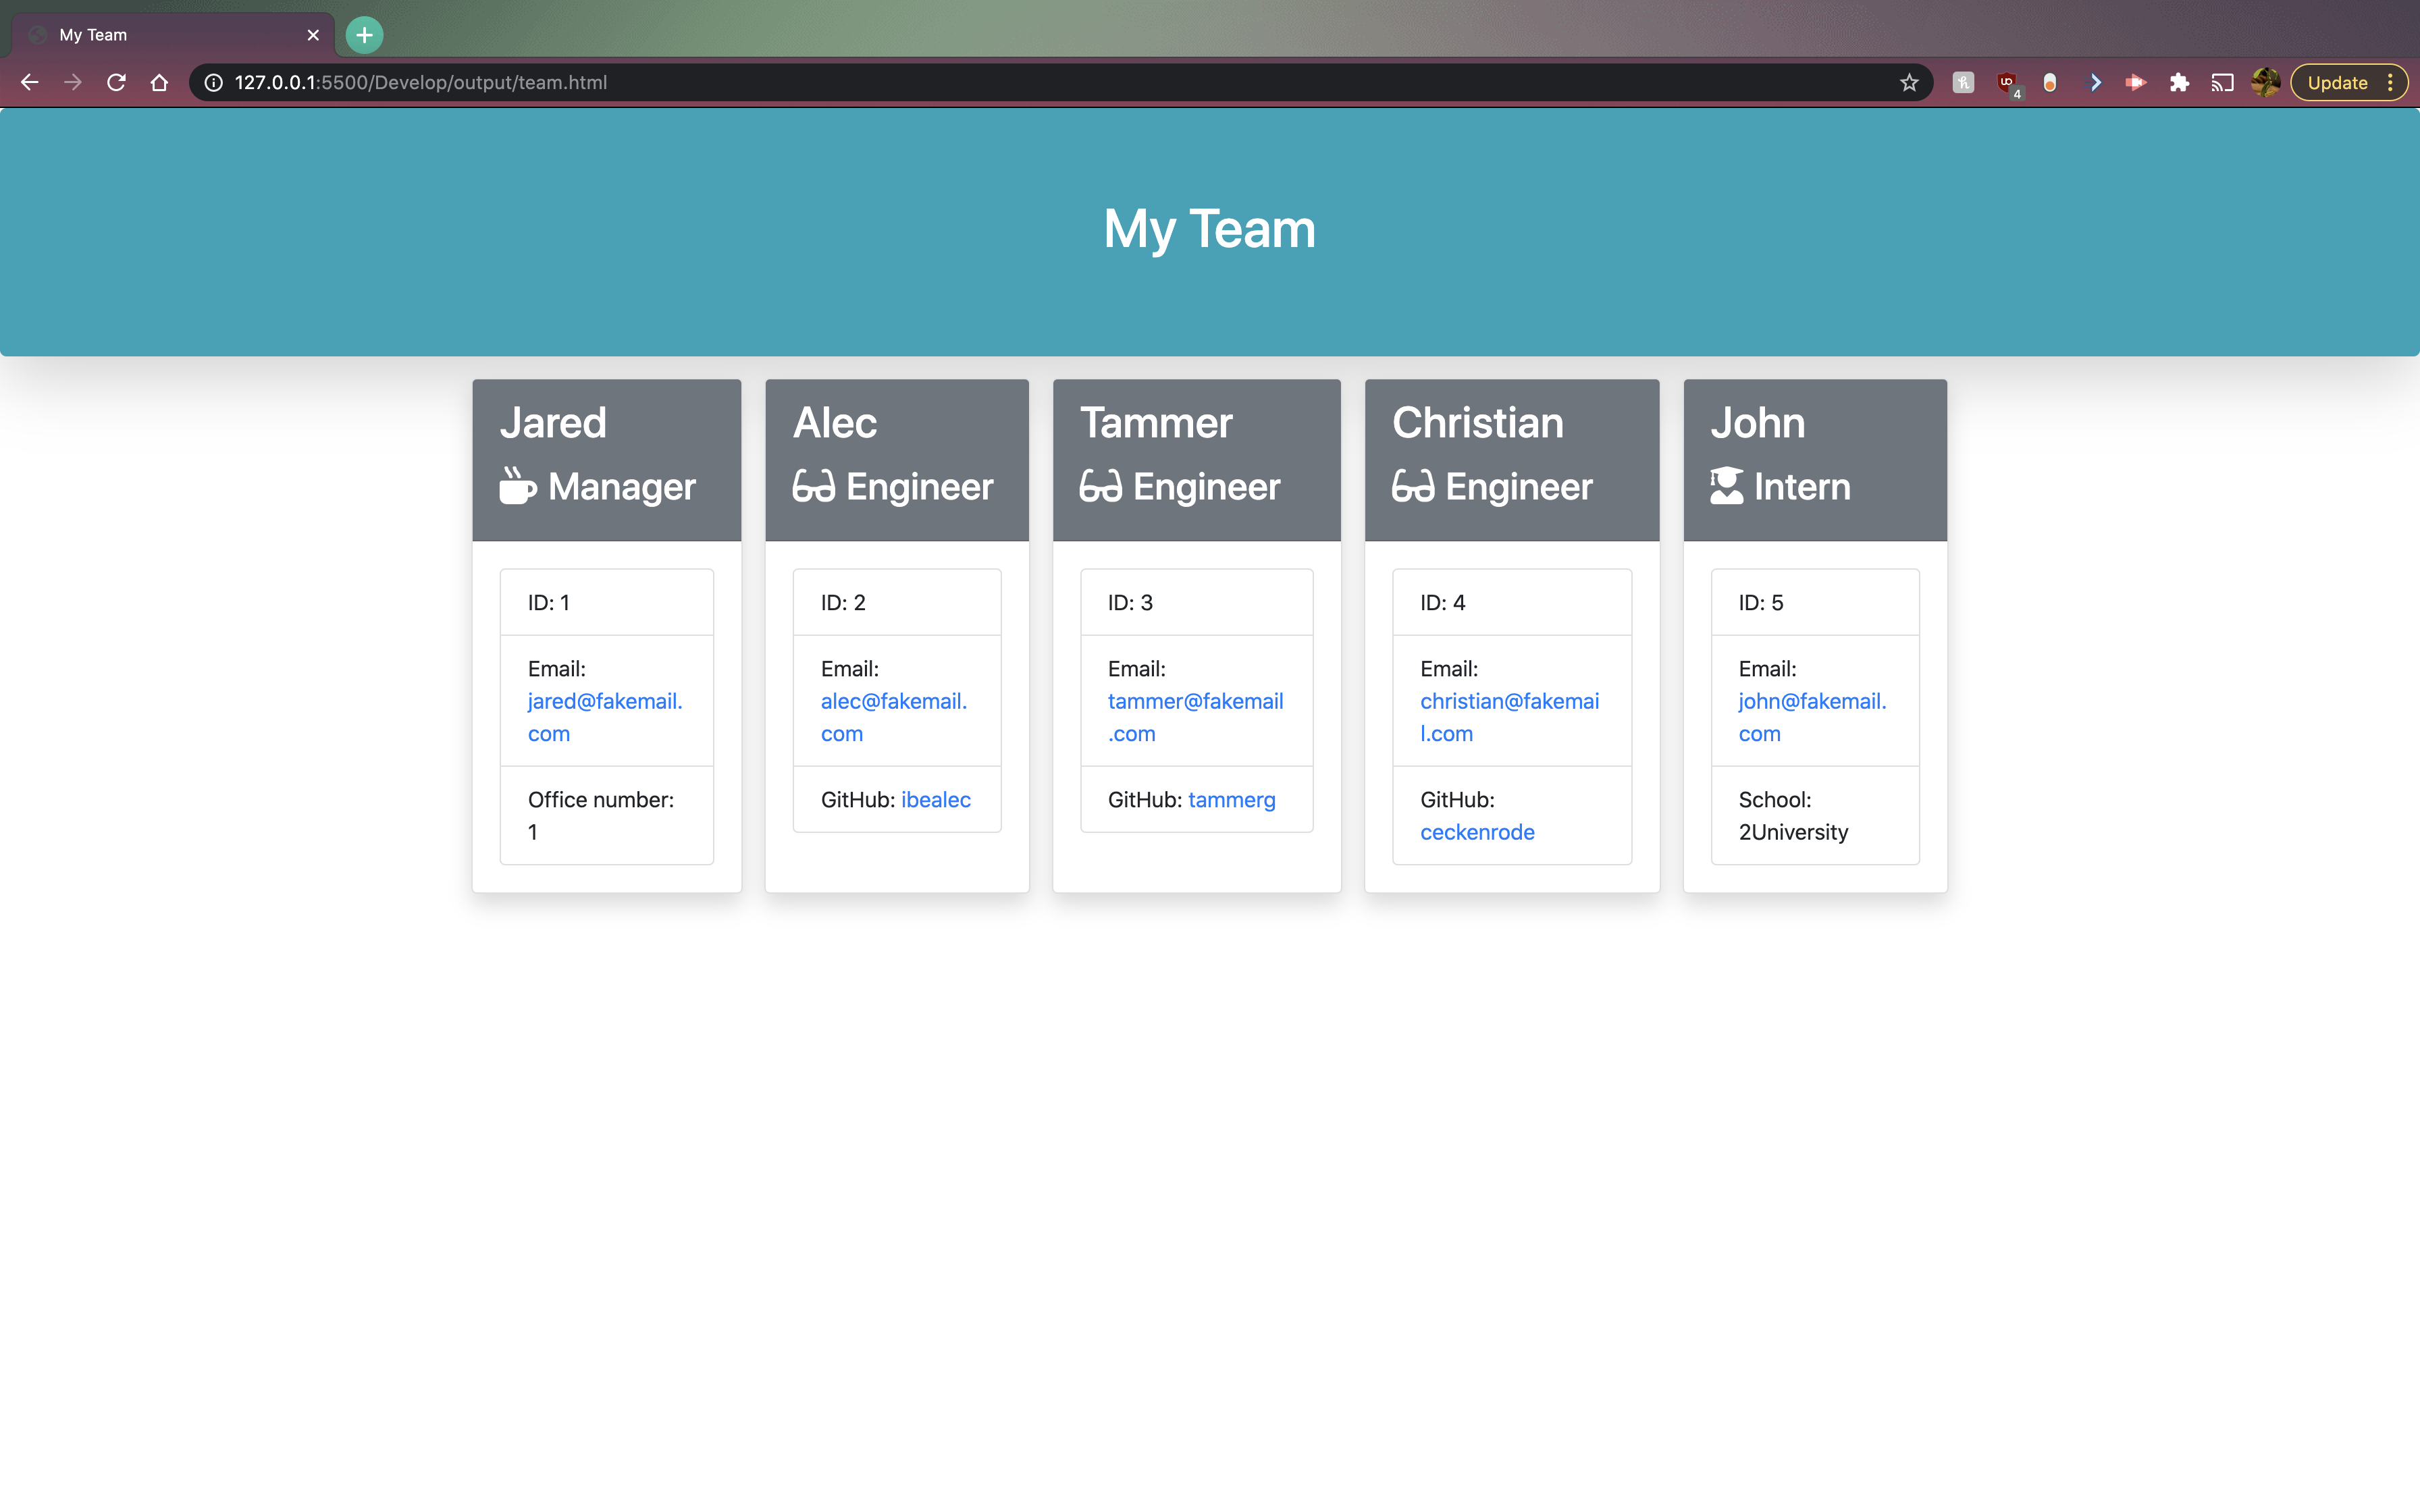 My Team
127.0.0.1:5500/Develop/output/team.html
4
Update
My Team
Jared
Manager
ID: 1
Email:
jared@fakemail.
com
Office number:
1
Alec
Engineer
ID: 2
Email:
alec@fakemail.
com
GitHub: ibealec
Tammer
Engineer
ID: 3
Email:
tammer@fakemail
.com
GitHub: tammerg
Christian
Engineer
ID: 4
Email:
christian@fakemai
l.com
GitHub:
ceckenrode
John
Intern
ID: 5
Email:
john@fakemail.
com
School:
2University